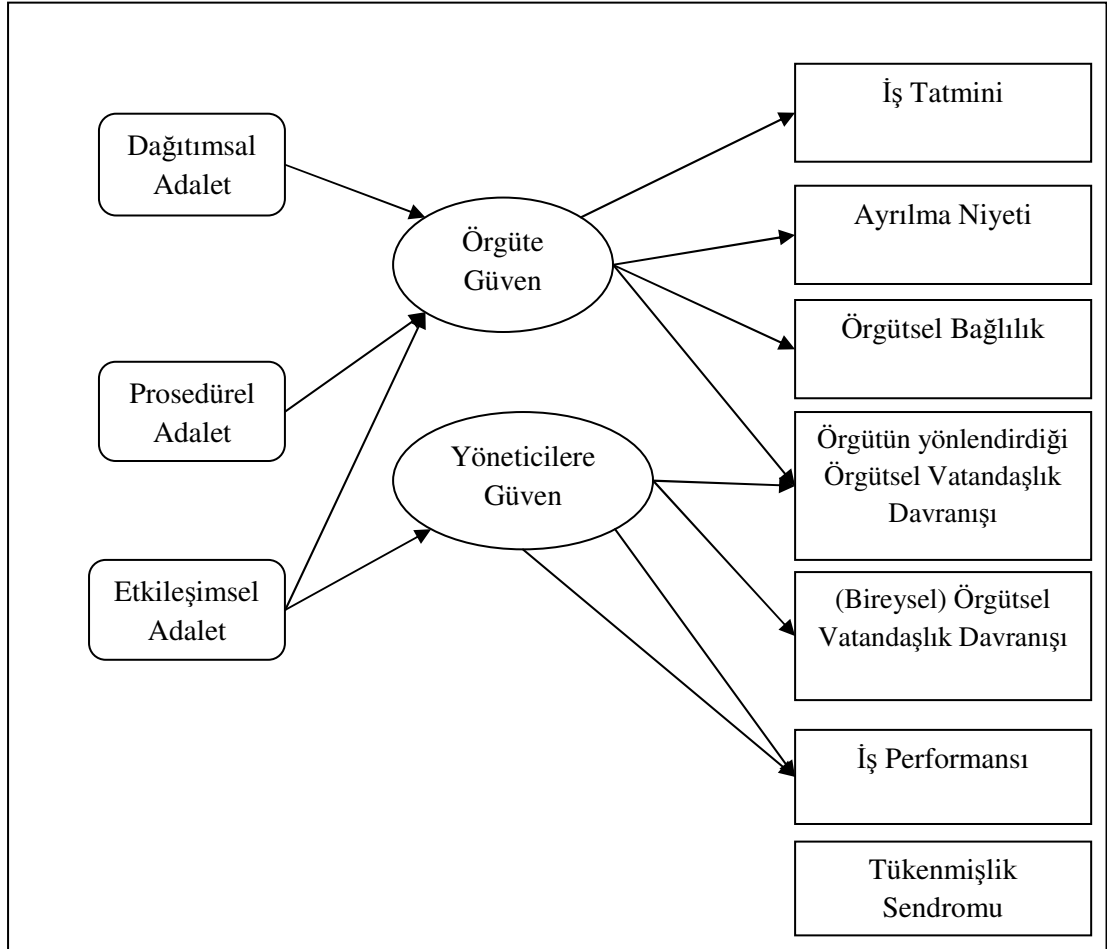 Dağıtımsal
Adalet
Prosedürel
Adalet
Etkileşimsel
Adalet
Örgüte
Güven
Yöneticilere
Güven
İş Tatmini
Ayrılma Niyeti
Örgütsel Bağlılık
Örgütün yönlendirdiği
Örgütsel Vatandaşlık
Davranışı
(Bireysel) Örgütsel
Vatandaşlık Davranışı
İş Performansı
Tükenmişlik
Sendromu